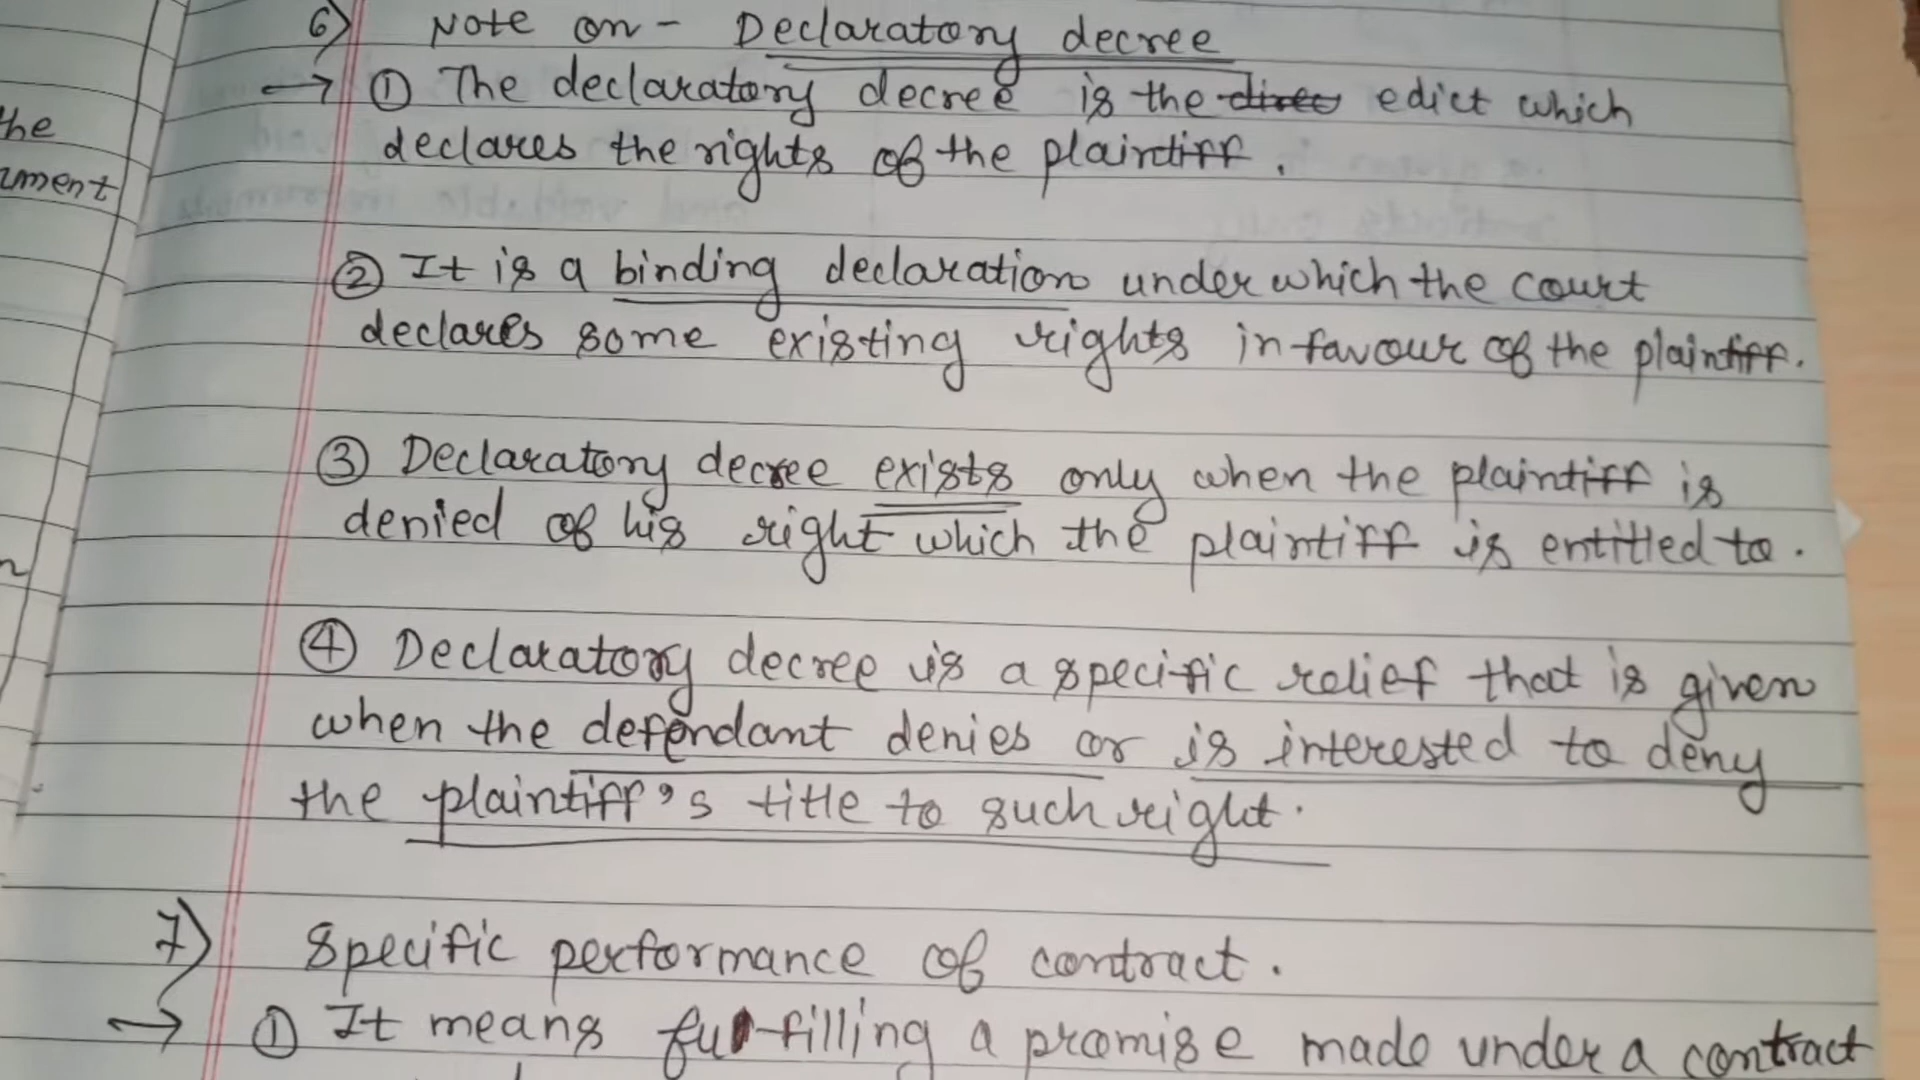 he
ument
6) Note on - Declaratory decree
→ ① The declaratory decree is the direc edict which
declares the rights of the plaintiff.
② It is a binding declaration under which the court
declares some existing rights in favour of the plaintiff.
③ Declaratory decree exists only when the plaintiff is
denied of his right which the plaintiff is entitled to.
④ Declaratory decree is a specific relief that is given
when the defendant denies or is interested to deny
the plaintiff's title to such right.
7) Specific performance of contract.
→ ① It means fulfilling a promise made under a contract